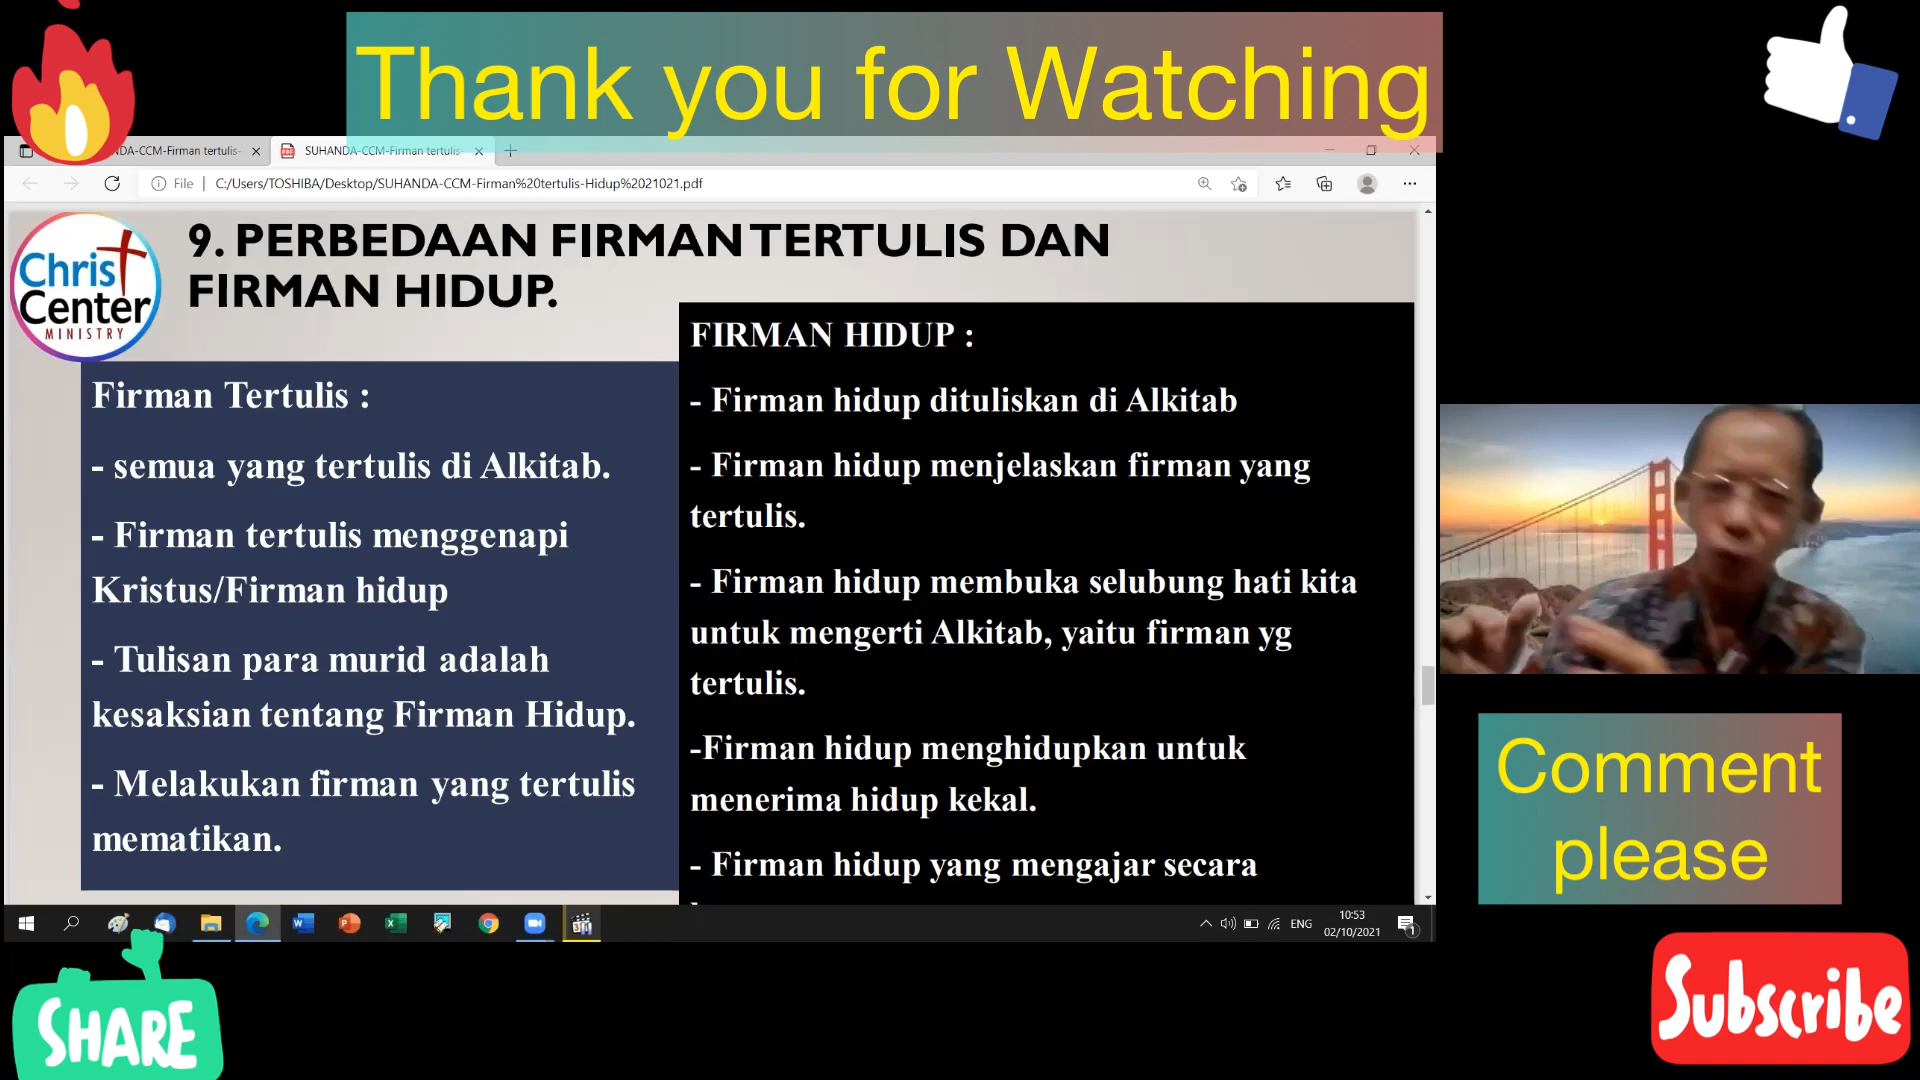 Thank you for Watching
NDA-CCM-Firman tertulis-
SUHANDA-CCM-Firman tertulis-
File
C:/Users/TOSHIBA/Desktop/SUHANDA-CCM-Firman%20tertulis-Hidup%2021021.pdf
Christ
Center
MINISTRY
9. PERBEDAAN FIRMAN TERTULIS DAN
FIRMAN HIDUP.
Firman Tertulis :
- semua yang tertulis di Alkitab.
- Firman tertulis menggenapi
Kristus/Firman hidup
- Tulisan para murid adalah
kesaksian tentang Firman Hidup.
- Melakukan firman yang tertulis
mematikan.
FIRMAN HIDUP :
- Firman hidup dituliskan di Alkitab
- Firman hidup menjelaskan firman yang
tertulis.
- Firman hidup membuka selubung hati kita
untuk mengerti Alkitab, yaitu firman yg
tertulis.
-Firman hidup menghidupkan untuk
menerima hidup kekal.
- Firman hidup yang mengajar secara
Comment
please
ENG
10:53
02/10/2021
1
SHARE
Subscribe